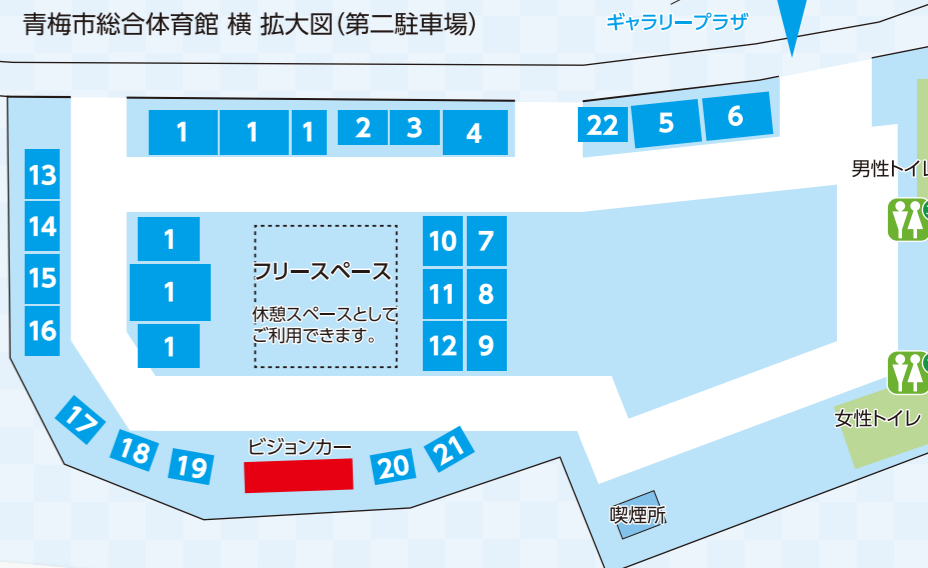 青梅市総合体育館 横 拡大図(第二駐車場)
ギャラリープラザ
1 1 1 2 3 4 22 5 6
男性トイレ
13
14
15
16
1
1
1
フリースペース
休憩スペースとして
ご利用できます。
10 7
11 8
12 9
女性トイレ
17 18 19
ビジョンカー
20 21
喫煙所